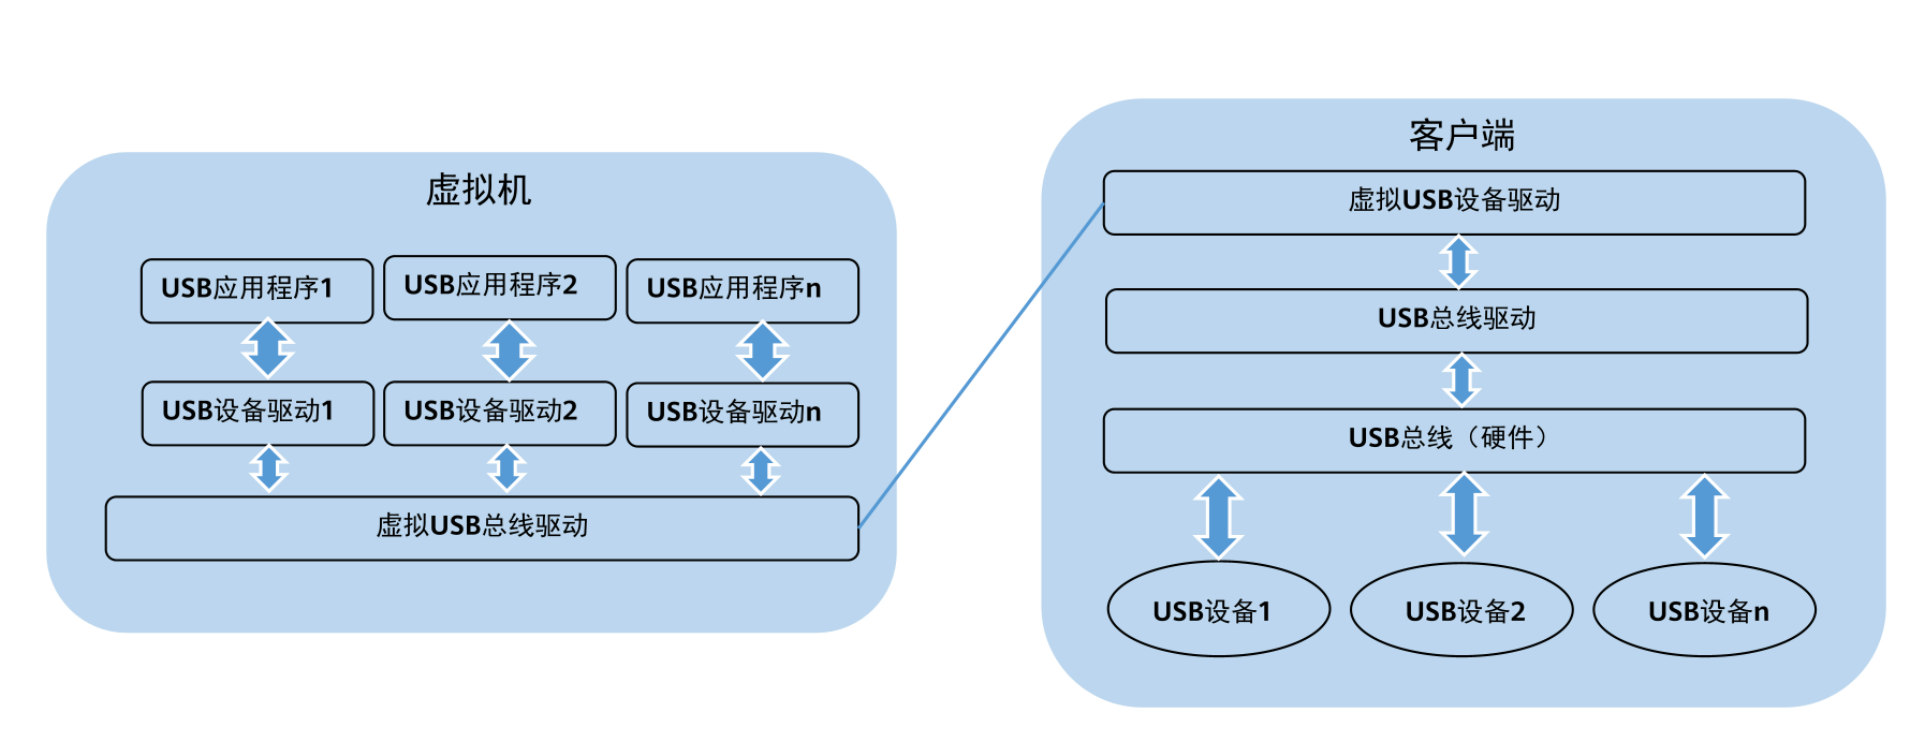 虚拟机
USB应用程序1
USB应用程序2
USB应用程序n
USB设备驱动1
USB设备驱动2
USB设备驱动n
虚拟USB总线驱动
客户端
虚拟USB设备驱动
USB总线驱动
USB总线（硬件）
USB设备1
USB设备2
USB设备n